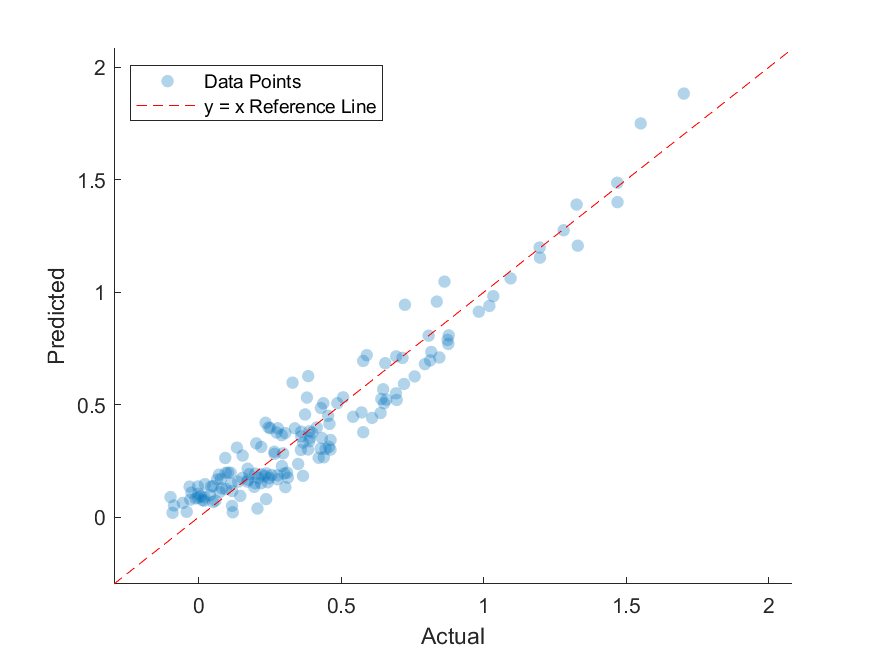 2
1.5
1
0.5
0
Predicted
Data Points
y = x Reference Line
0
0.5
1
1.5
2
Actual